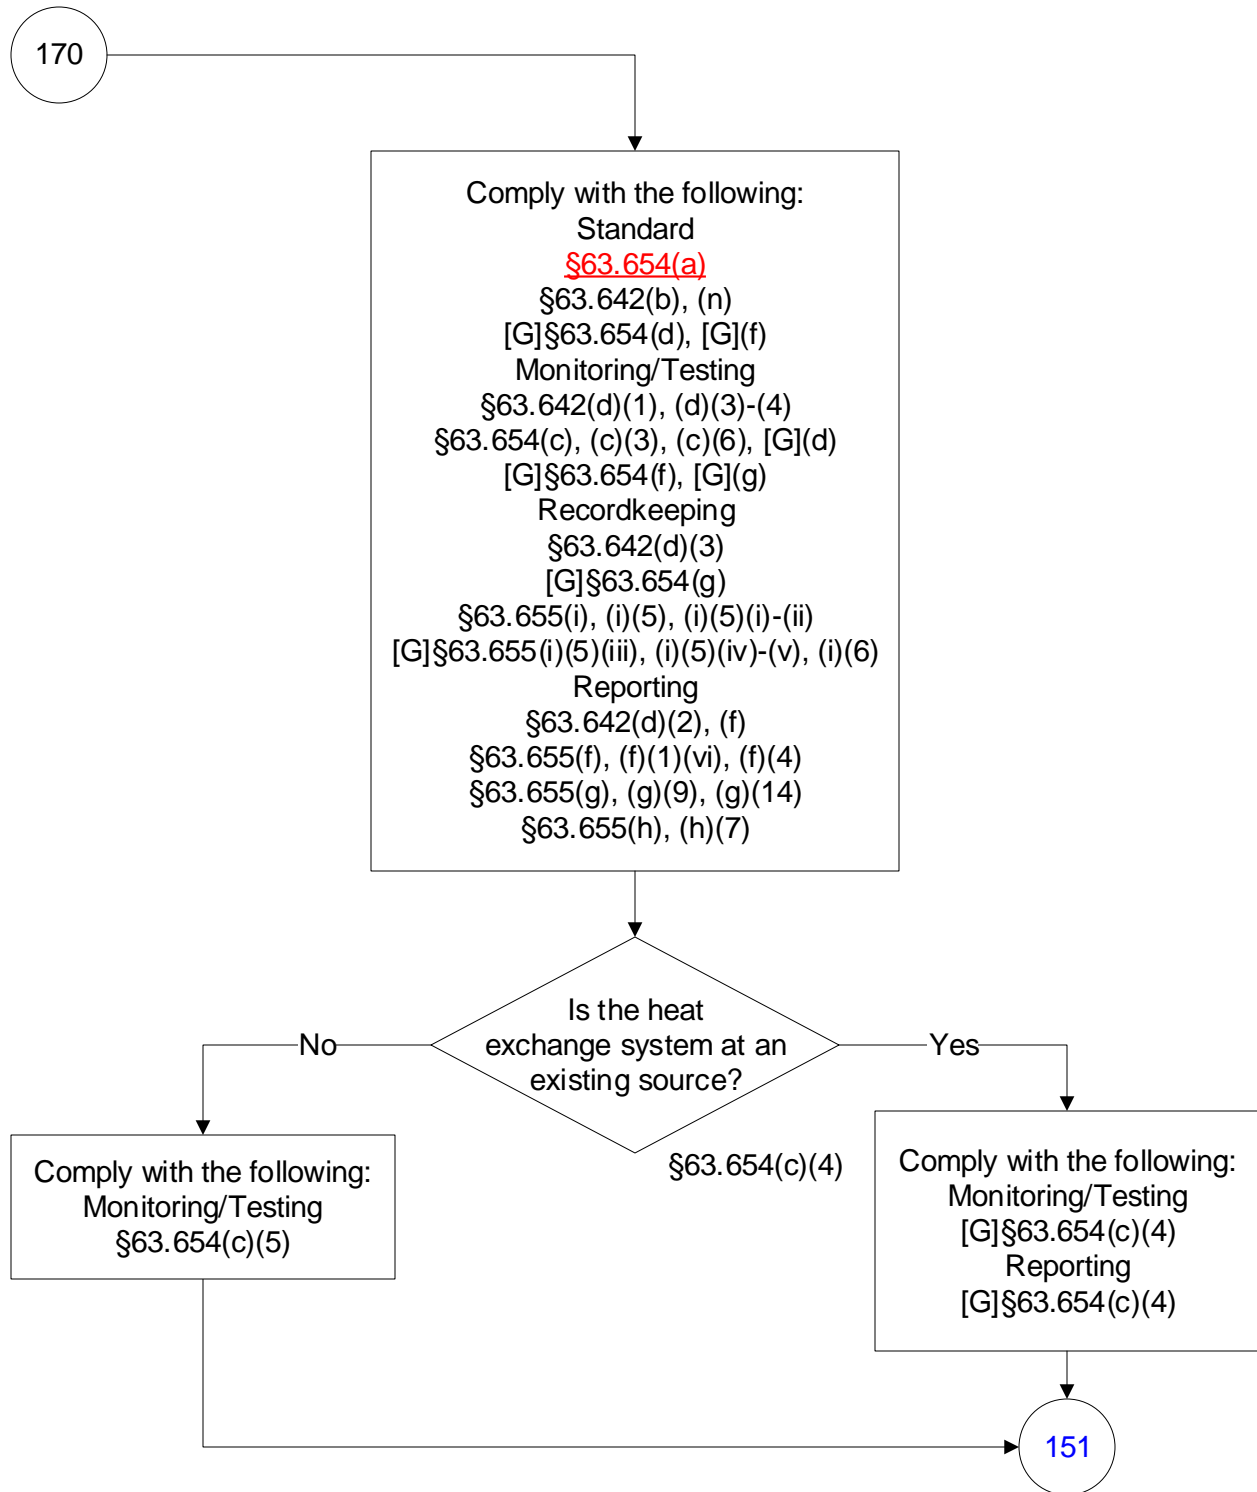 170
Comply with the following:
Standard
§63.654(a)
§63.642(b), (n)
[G]§63.654(d), [G](f)
Monitoring/Testing
§63.642(d)(1), (d)(3)-(4)
§63.654(c), (c)(3), (c)(6), [G](d)
[G]§63.654(f), [G](g)
Recordkeeping
§63.642(d)(3)
[G]§63.654(g)
§63.655(i), (i)(5), (i)(5)(i)-(ii)
[G]§63.655(i)(5)(iii), (i)(5)(iv)-(v), (i)(6)
Reporting
§63.642(d)(2), (f)
§63.655(f), (f)(1)(vi), (f)(4)
§63.655(g), (g)(9), (g)(14)
§63.655(h), (h)(7)
Is the heat
exchange system at an
existing source?
§63.654(c)(4)
No
Yes
Comply with the following:
Monitoring/Testing
§63.654(c)(5)
Comply with the following:
Monitoring/Testing
[G]§63.654(c)(4)
Reporting
[G]§63.654(c)(4)
151